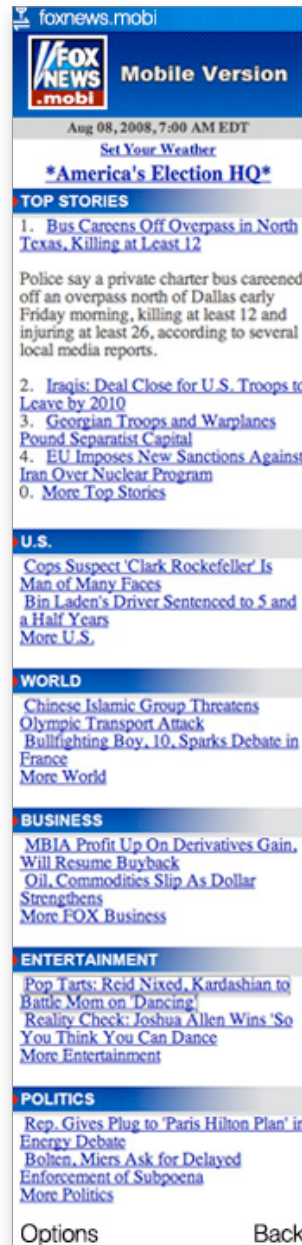 foxnews.mobi
FOX
NEWS
.mobi
Mobile Version
Aug 08, 2008, 7:00 AM EDT
Set Your Weather
*America's Election HQ*
TOP STORIES
1. Bus Careens Off Overpass in North
Texas, Killing at Least 12
Police say a private charter bus careened
off an overpass north of Dallas early
Friday morning, killing at least 12 and
injuring at least 26, according to several
local media reports.
2. Iraqis: Deal Close for U.S. Troops to
Leave by 2010
3. Georgian Troops and Warplanes
Pound Separatist Capital
4. EU Imposes New Sanctions Against
Iran Over Nuclear Program
0. More Top Stories
U.S.
Cops Suspect 'Clark Rockefeller' Is
Man of Many Faces
Bin Laden's Driver Sentenced to 5 and
a Half Years
More U.S.
WORLD
Chinese Islamic Group Threatens
Olympic Transport Attack
Bullfighting Boy, 10, Sparks Debate in
France
More World
BUSINESS
MBIA Profit Up On Derivatives Gain,
Will Resume Buyback
Oil, Commodities Slip As Dollar
Strengthens
More FOX Business
ENTERTAINMENT
Pop Tarts: Reid Nixed, Kardashian to
Battle Mom on 'Dancing'
Reality Check: Joshua Allen Wins 'So
You Think You Can Dance
More Entertainment
POLITICS
Rep. Gives Plug to 'Paris Hilton Plan' in
Energy Debate
Bolten, Miers Ask for Delayed
Enforcement of Subpoena
More Politics
Options
Back